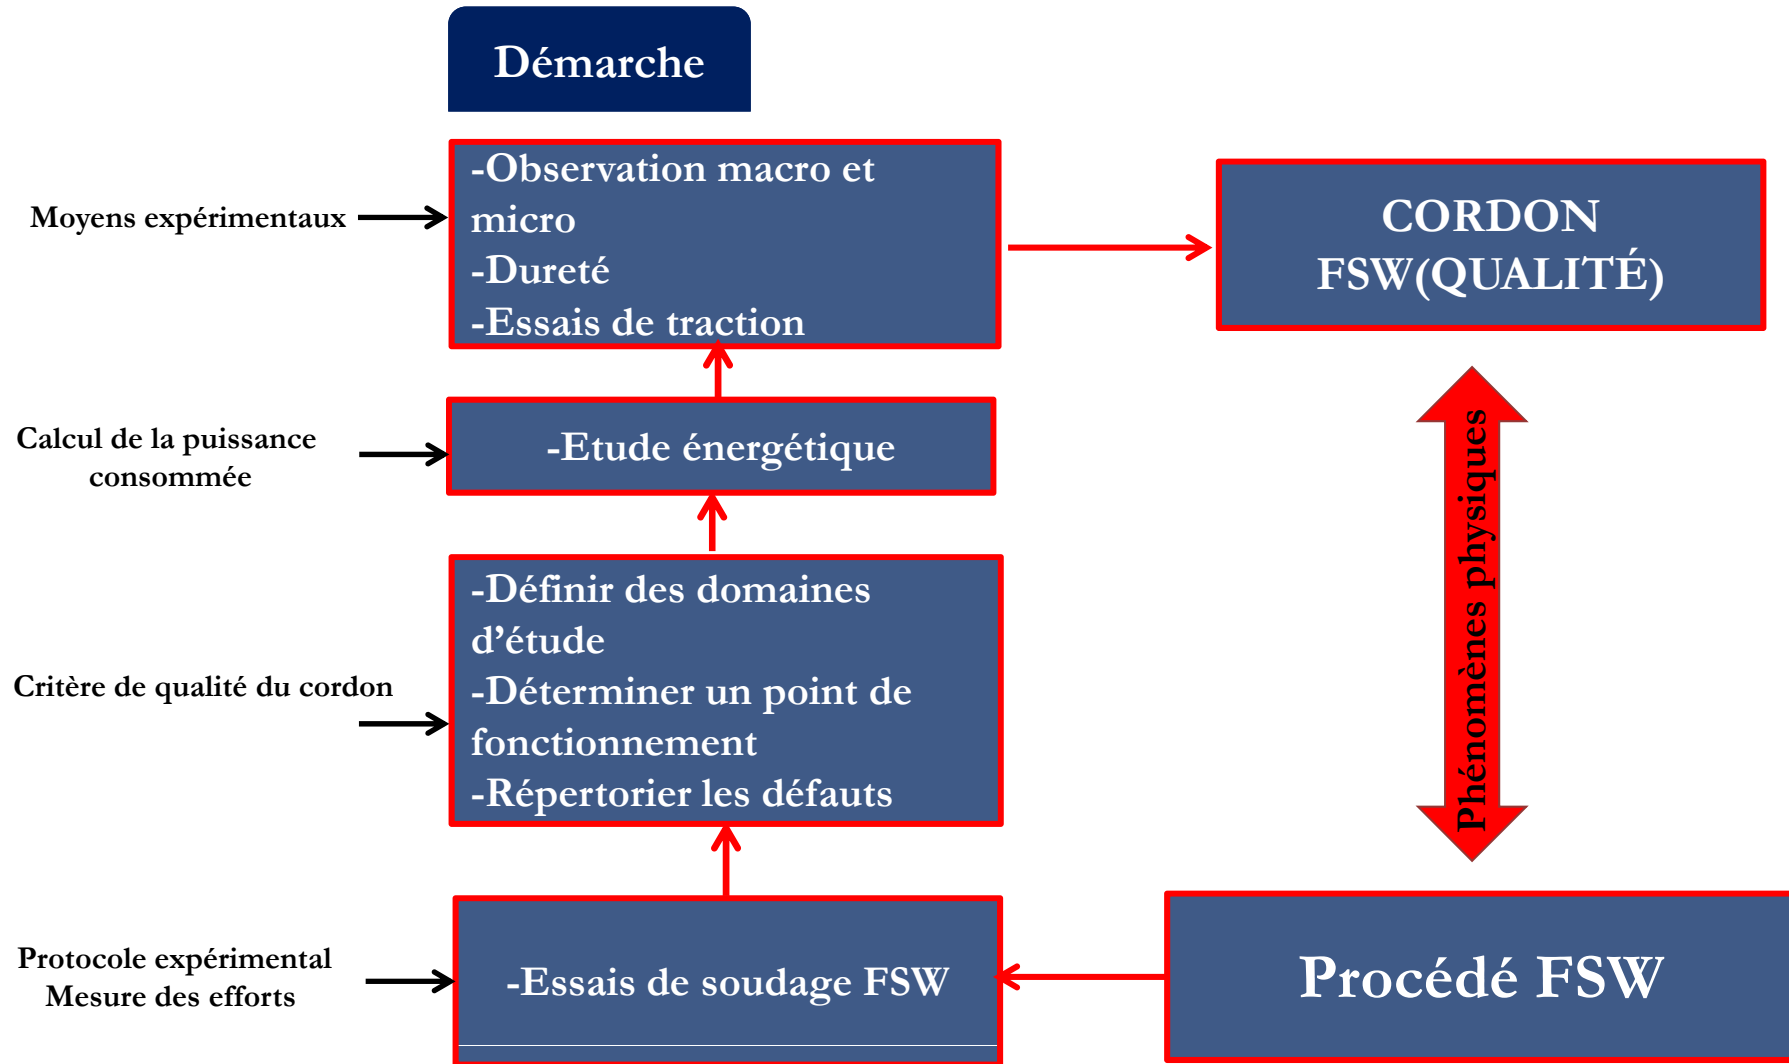 Démarche
Moyens expérimentaux
-Observation macro et
micro
-Dureté
-Essais de traction
CORDON
FSW(QUALITÉ)
Calcul de la puissance
consommée
-Etude énergétique
Phénomènes physiques
Critère de qualité du cordon
-Définir des domaines
d’étude
-Déterminer un point de
fonctionnement
-Répertorier les défauts
Protocole expérimental
Mesure des efforts
-Essais de soudage FSW
Procédé FSW